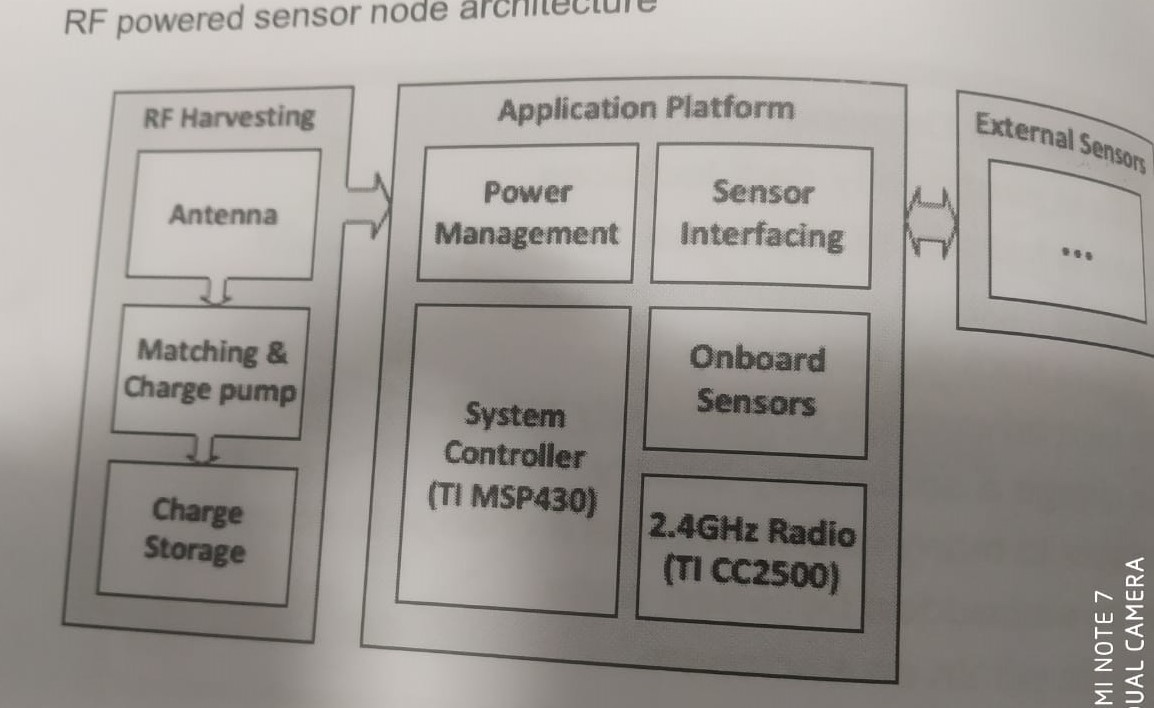 RF powered sensor node architecture
RF Harvesting
Antenna
Matching &
Charge pump
Charge
Storage
Application Platform
Power
Management
Sensor
Interfacing
System
Controller
(TI MSP430)
Onboard
Sensors
2.4GHz Radio
(TI CC2500)
External Sensors
...
MI NOTE 7
DUAL CAMERA